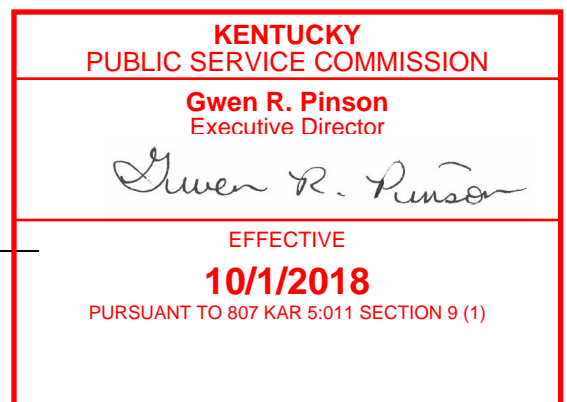 KENTUCKY
PUBLIC SERVICE COMMISSION
Gwen R. Pinson
Executive Director
Gwen R. Pinson
EFFECTIVE
10/1/2018
PURSUANT TO 807 KAR 5:011 SECTION 9 (1)